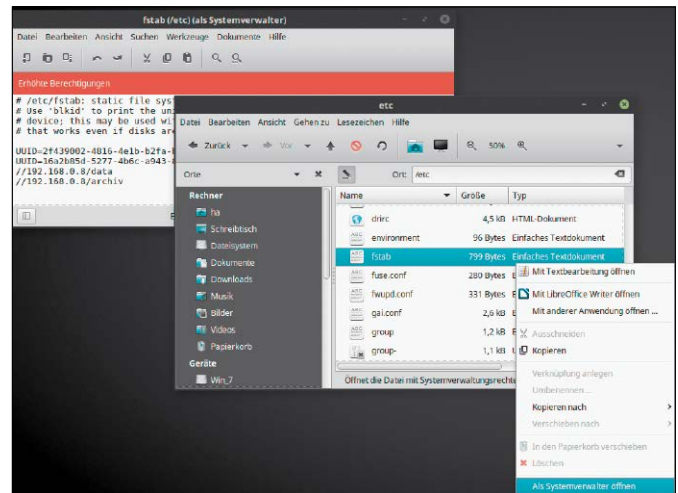 fstab (/etc) (als Systemverwalter)
Datei Bearbeiten Ansicht Suchen Werkzeuge Dokumente Hilfe
Erhöhte Berechtigungen
# /etc/fstab: static file sys
# Use 'blkid' to print the uni
# device; this may be used wi
# that works even if disks are
UUID=2f439002-4816-4e1b-b2fa-
UUID=16a2b85d-5277-4b6c-a943-
//192.168.0.8/data
//192.168.0.8/archiv
etc
Datei Bearbeiten Ansicht Gehen zu Lesezeichen Hilfe
Zurück Vor 50%
Orte
Ort: /etc
Rechner
ha
Schreibtisch
Dateisystem
Dokumente
Downloads
Musik
Bilder
Videos
Papierkorb
Geräte
Win_7
Name Größe Typ
drirc 4,5 kB HTML-Dokument
environment 96 Bytes Einfaches Textdokument
fstab 799 Bytes Einfaches Textdokument
fuse.conf 280 Bytes E
fwupd.conf 331 Bytes E
gai.conf 2,6 kB E
group 1,2 kB E
group- 1,1 kB
Öffnet die Datei mit Systemverwaltungsrecht
Mit Textbearbeitung öffnen
Mit LibreOffice Writer öffnen
Mit anderer Anwendung öffnen ...
Ausschneiden
Kopieren
Verknüpfung anlegen
Umbenennen...
Kopieren nach
Verschieben nach
In den Papierkorb verschieben
Löschen
Als Systemverwalter öffnen